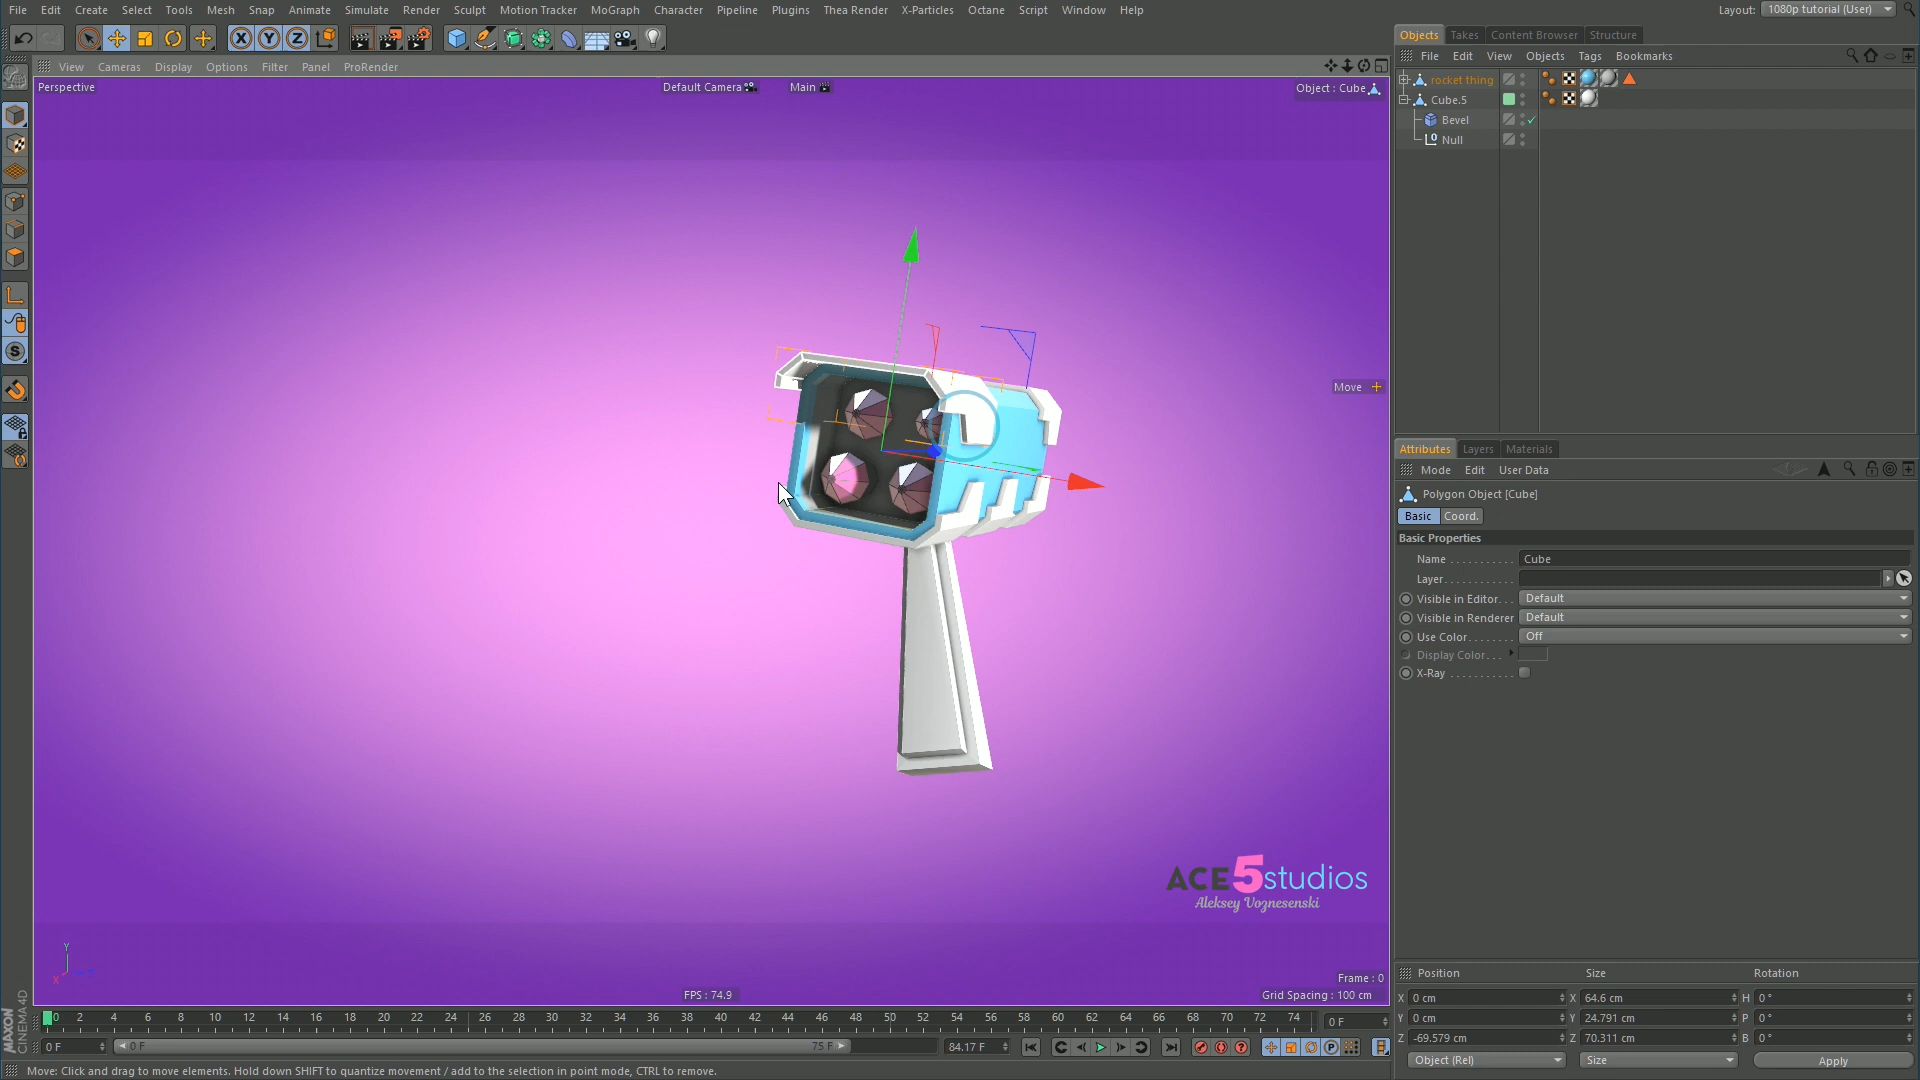 File Edit Create Select Tools Mesh Snap Animate Simulate Render Sculpt Motion Tracker MoGraph Character Pipeline Plugins Thea Render X-Particles Octane Script Window Help
Layout: 1080p tutorial (User)
X Y Z
Objects Takes Content Browser Structure
File Edit View Objects Tags Bookmarks
View Cameras Display Options Filter Panel ProRender
Perspective
Default Camera
Main
Object : Cube
rocket thing
Cube.5
Bevel
Null
Move
Attributes Layers Materials
Mode Edit User Data
Polygon Object [Cube]
Basic Coord.
Basic Properties
Name . . . . . . . . . . . Cube
Layer. . . . . . . . . . . .
Visible in Editor. . . Default
Visible in Renderer Default
Use Color. . . . . . . . Off
Display Color. . .
X-Ray . . . . . . . . . . .
ACE5studios
Aleksey Voznesenski
Y
X
Frame : 0
FPS : 74.9
Grid Spacing : 100 cm
0 2 4 6 8 10 12 14 16 18 20 22 24 26 28 30 32 34 36 38 40 42 44 46 48 50 52 54 56 58 60 62 64 66 68 70 72 74
0 F
0 F 0 F 75 F 84.17 F
Position Size Rotation
X 0 cm X 64.6 cm H 0 °
Y 0 cm Y 24.791 cm P 0 °
Z -69.579 cm Z 70.311 cm B 0 °
Object (Rel) Size Apply
MAXON
CINEMA 4D
Move: Click and drag to move elements. Hold down SHIFT to quantize movement / add to the selection in point mode, CTRL to remove.